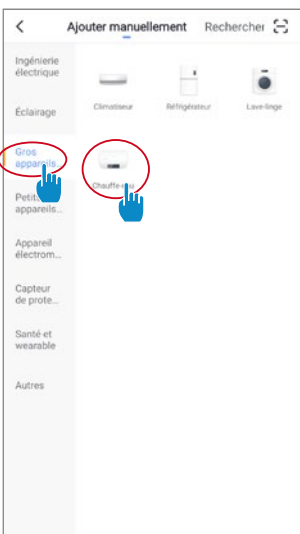 Ajouter manuellement Rechercher
Ingénierie
électrique
Climatiseur Réfrigérateur Lave-linge
Éclairage
Gros
appareils...
Chauffe-eau
Petits
appareils...
Appareil
électrom...
Capteur
de prote...
Santé et
wearable
Autres